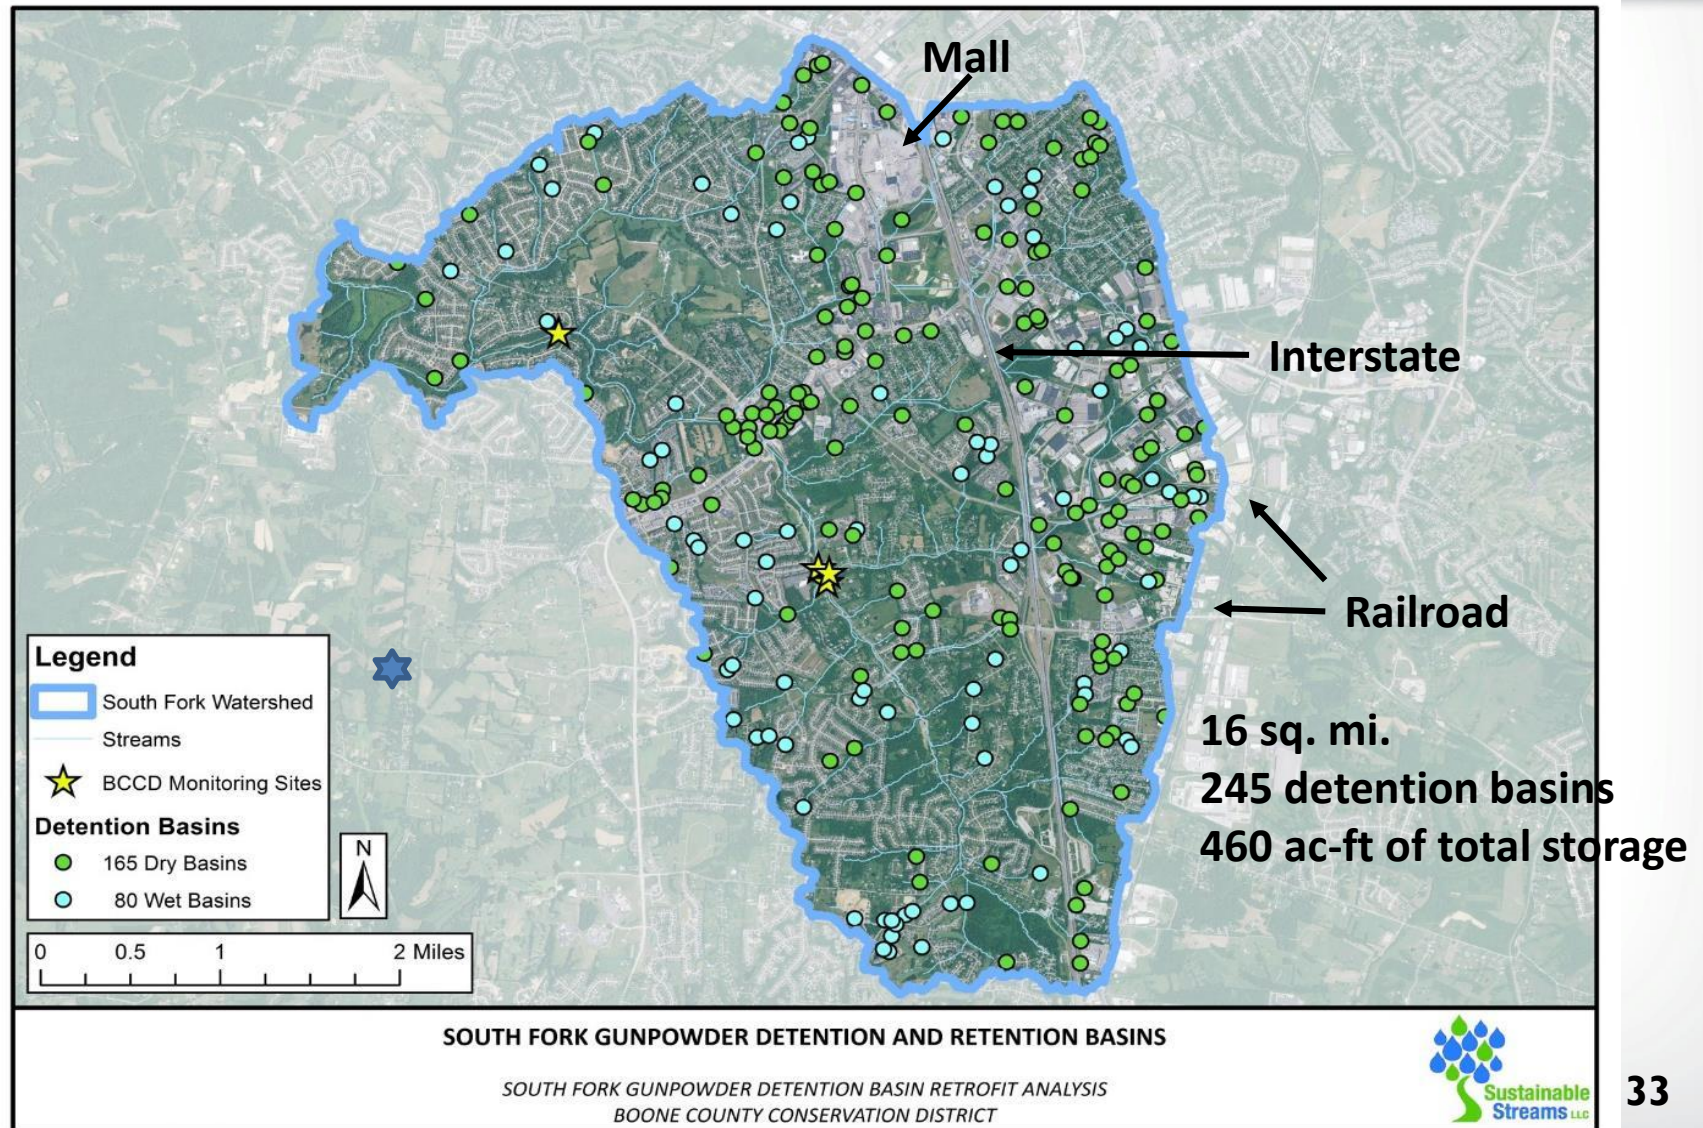 Mall
Interstate
Railroad
16 sq. mi.
245 detention basins
460 ac-ft of total storage
Legend
South Fork Watershed
Streams
BCCD Monitoring Sites
Detention Basins
165 Dry Basins
80 Wet Basins
N
0 0.5 1 2 Miles
SOUTH FORK GUNPOWDER DETENTION AND RETENTION BASINS
SOUTH FORK GUNPOWDER DETENTION BASIN RETROFIT ANALYSIS
BOONE COUNTY CONSERVATION DISTRICT
Sustainable
Streams LLC
33